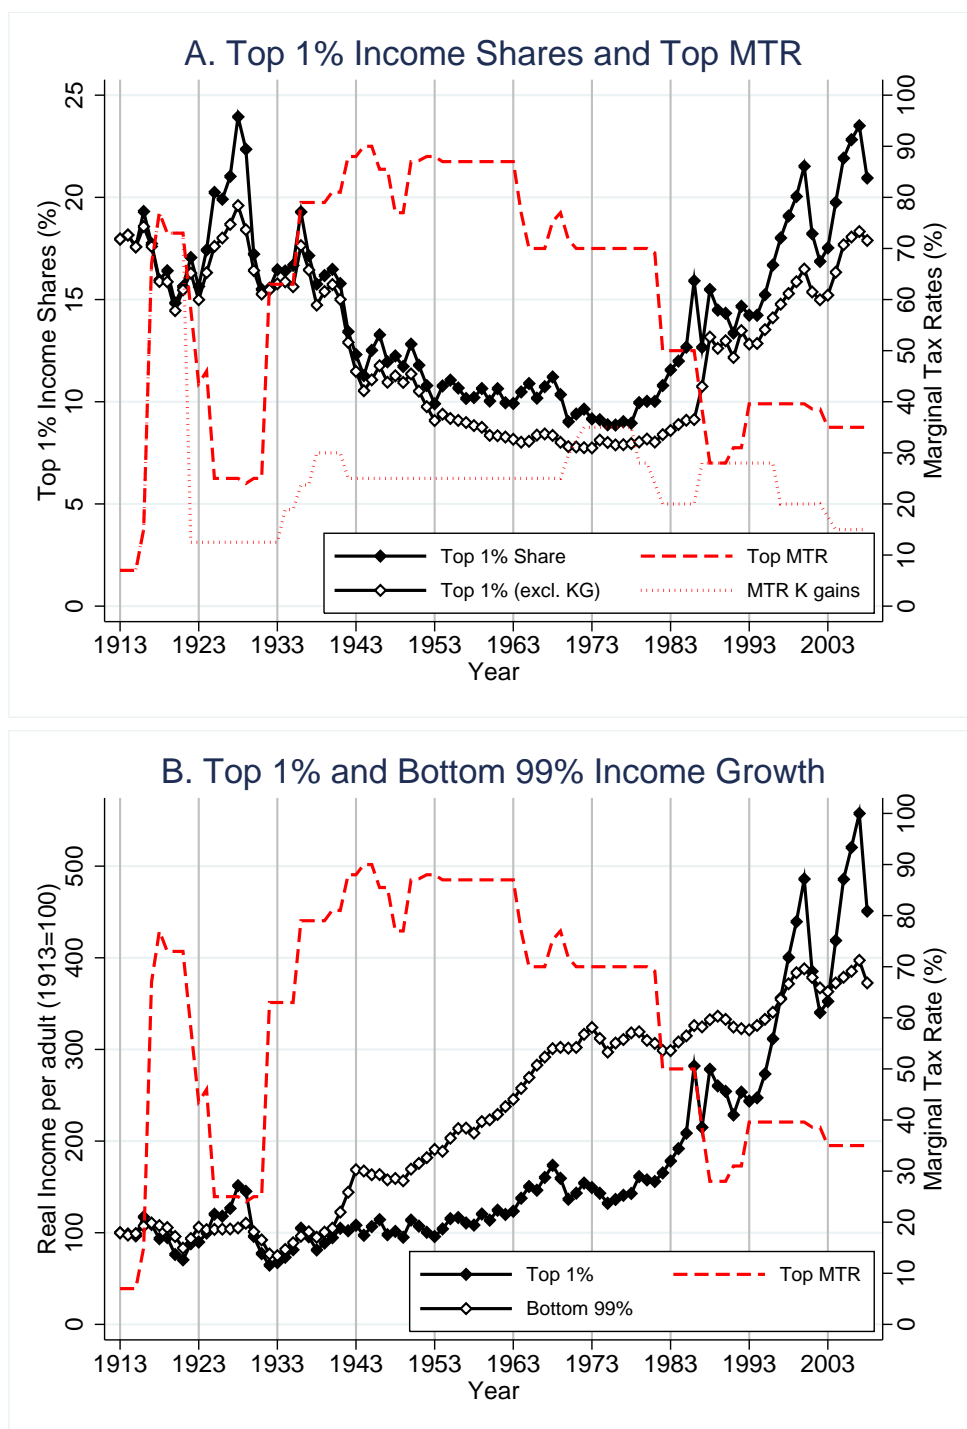 A. Top 1% Income Shares and Top MTR
25
20
15
10
5
0
Top 1% Income Shares (%)
100
90
80
70
60
50
40
30
20
10
0
Marginal Tax Rates (%)
Top 1% Share
Top MTR
Top 1% (excl. KG)
MTR K gains
1913 1923 1933 1943 1953 1963 1973 1983 1993 2003
Year
B. Top 1% and Bottom 99% Income Growth
500
400
300
200
100
0
Real Income per adult (1913=100)
100
90
80
70
60
50
40
30
20
10
0
Marginal Tax Rate (%)
Top 1%
Top MTR
Bottom 99%
1913 1923 1933 1943 1953 1963 1973 1983 1993 2003
Year